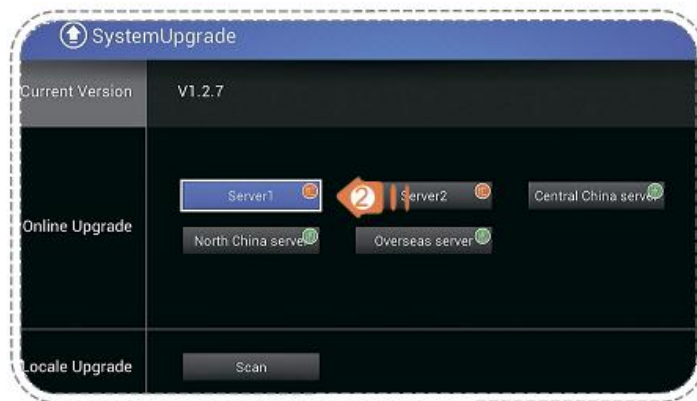 SystemUpgrade
Current Version V1.2.7
Server1 2 Server2 Central China server
Online Upgrade
North China server Overseas server
Locale Upgrade Scan